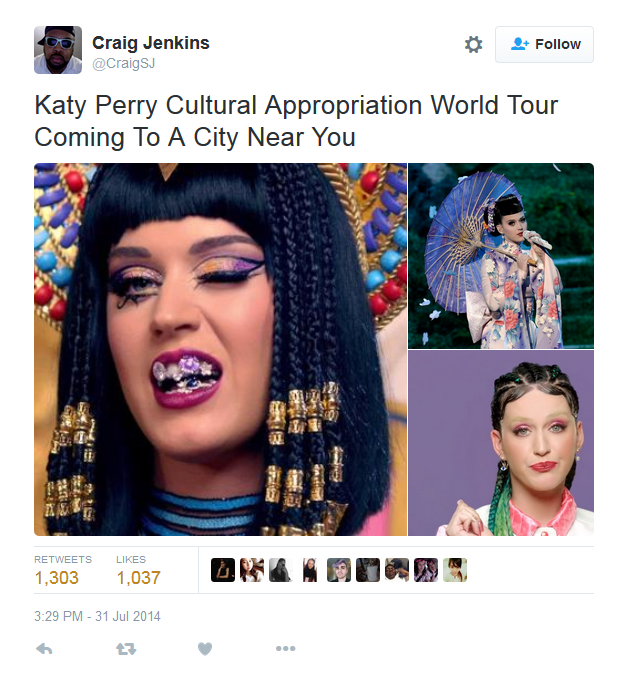 Craig Jenkins
Follow
@CraigSJ
Katy Perry Cultural Appropriation World Tour
Coming To A City Near You
RETWEETS
LIKES
1,303
1,037
3:29 PM - 31 Jul 2014